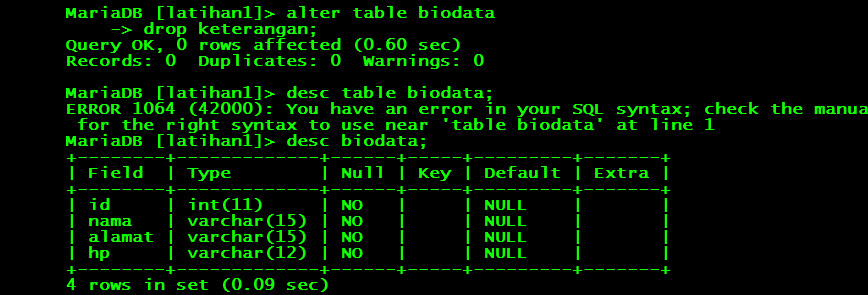 MariaDB [latihan1]> alter table biodata
    -> drop keterangan;
Query OK, 0 rows affected (0.60 sec)
Records: 0  Duplicates: 0  Warnings: 0

MariaDB [latihan1]> desc table biodata;
ERROR 1064 (42000): You have an error in your SQL syntax; check the manua
 for the right syntax to use near 'table biodata' at line 1
MariaDB [latihan1]> desc biodata;
+--------+-------------+------+-----+---------+-------+
| Field  | Type        | Null | Key | Default | Extra |
+--------+-------------+------+-----+---------+-------+
| id     | int(11)     | NO   |     | NULL    |       |
| nama   | varchar(15) | NO   |     | NULL    |       |
| alamat | varchar(15) | NO   |     | NULL    |       |
| hp     | varchar(12) | NO   |     | NULL    |       |
+--------+-------------+------+-----+---------+-------+
4 rows in set (0.09 sec)